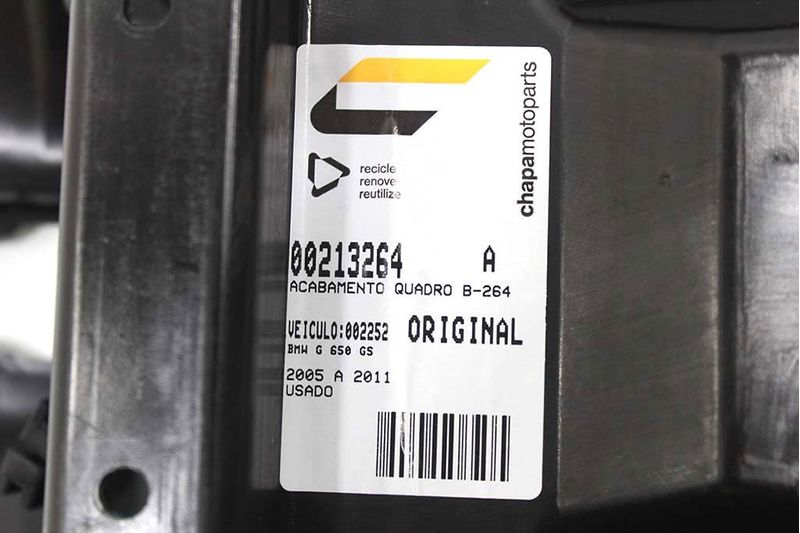 chapamotoparts
recicle
renove
reutilize
00213264 A
ACABAMENTO QUADRO B-264
VEICULO:002252 ORIGINAL
BMW G 650 GS
2005 A 2011
USADO